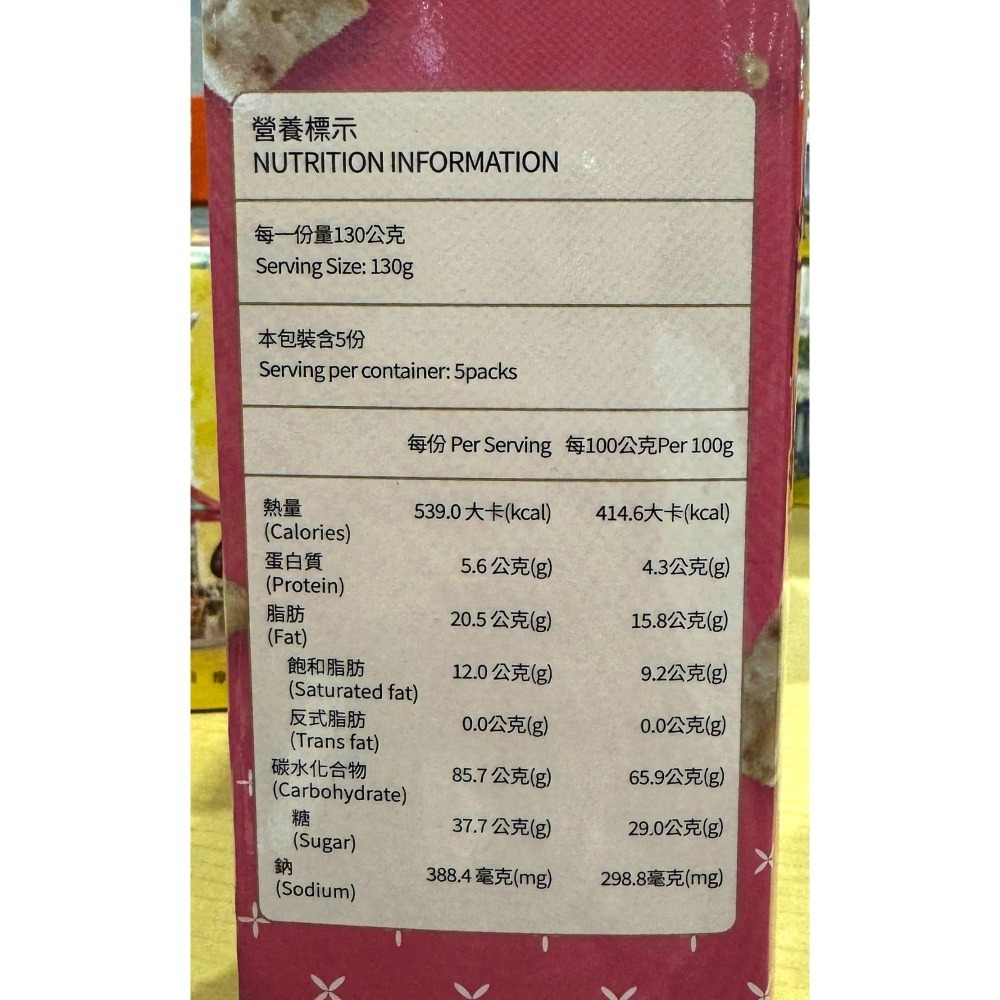 營養標示
NUTRITION INFORMATION
每一份量130公克
Serving Size: 130g
本包裝含5份
Serving per container: 5packs
每份 Per Serving 每100公克Per 100g
熱量 539.0 大卡(kcal) 414.6大卡(kcal)
(Calories)
蛋白質 5.6 公克(g) 4.3公克(g)
(Protein)
脂肪 20.5 公克(g) 15.8公克(g)
(Fat)
飽和脂肪 12.0 公克(g) 9.2公克(g)
(Saturated fat)
反式脂肪 0.0公克(g) 0.0公克(g)
(Trans fat)
碳水化合物 85.7 公克(g) 65.9公克(g)
(Carbohydrate)
糖 37.7 公克(g) 29.0公克(g)
(Sugar)
鈉 388.4 毫克(mg) 298.8毫克(mg)
(Sodium)